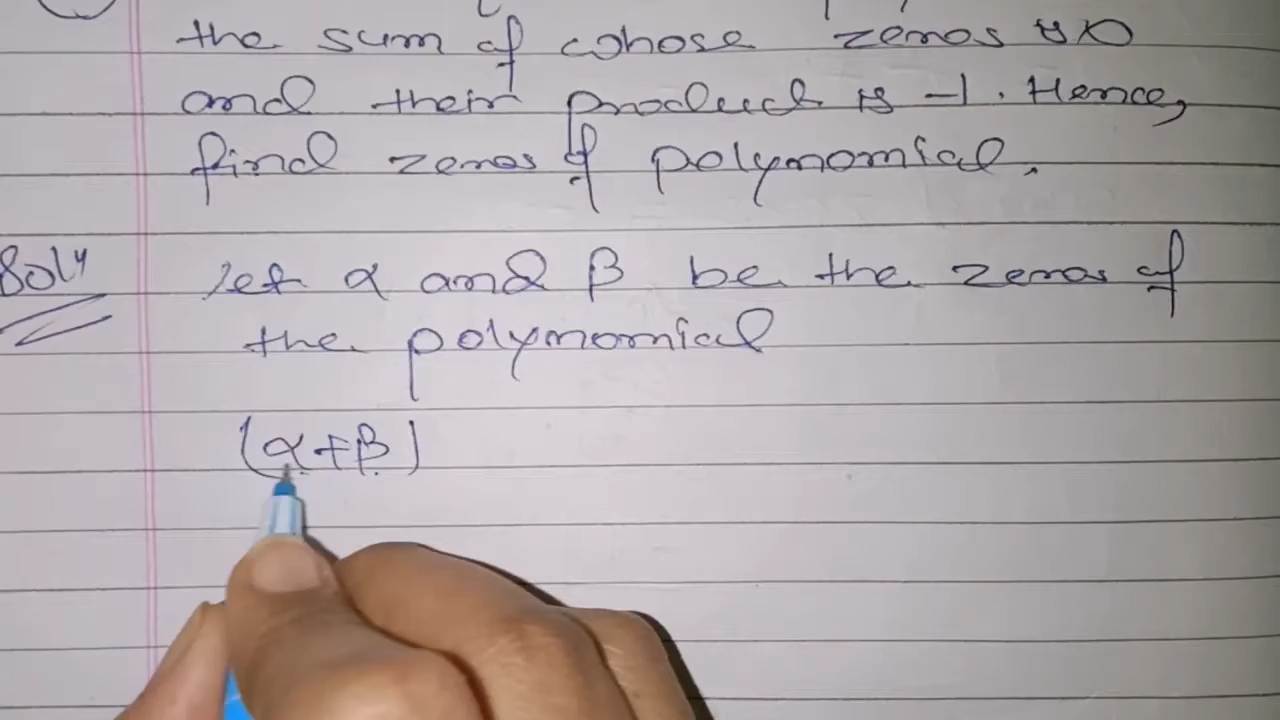 the sum of whose zeros is 0
and their product is -1. Hence,
find zeros of polynomial.
Soln let α and β be the zeros of
the polynomial
(α+β)